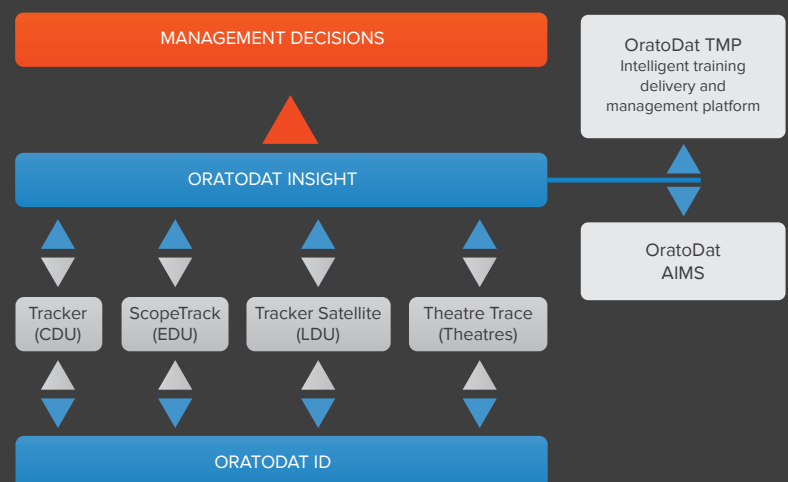 MANAGEMENT DECISIONS
OratoDat TMP
Intelligent training
delivery and
management platform
ORATODAT INSIGHT
OratoDat
AIMS
Tracker
(CDU)
ScopeTrack
(EDU)
Tracker Satellite
(LDU)
Theatre Trace
(Theatres)
ORATODAT ID